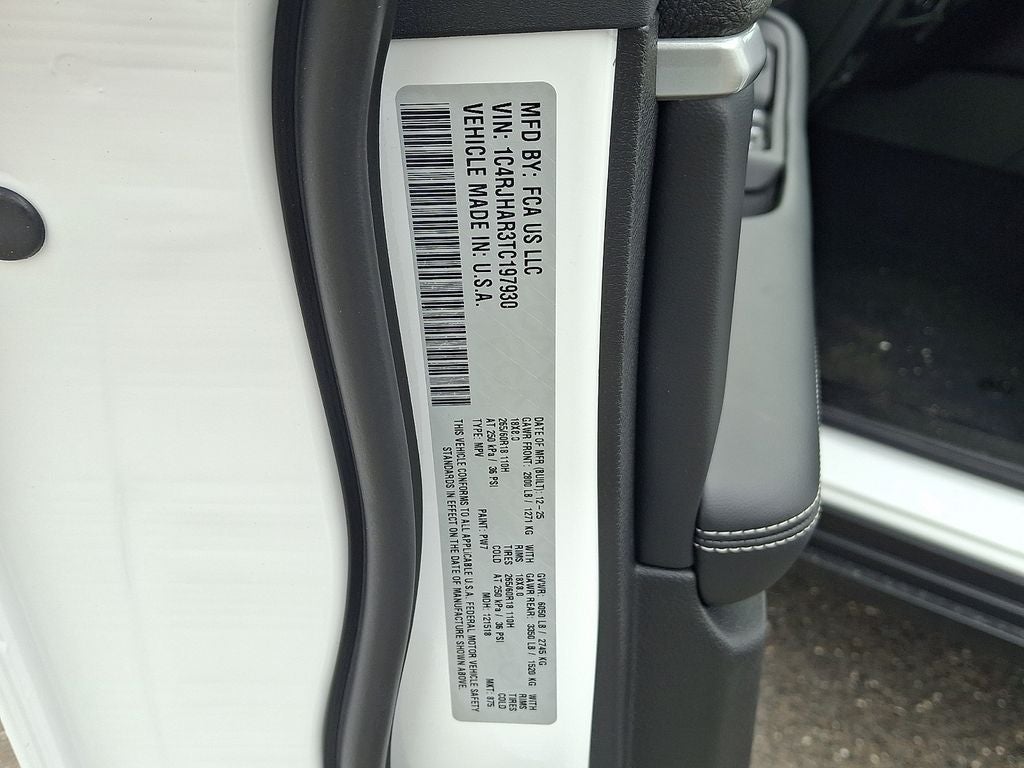 MFD BY: FCA US LLC
VIN: 1C4RJHAR3TC197930
VEHICLE MADE IN: U.S.A.
DATE OF MFR (BUILT): 12-25 GVWR: 6050 LB / 2745 KG
GAWR FRONT: 2800 LB / 1271 KG WITH GAWR REAR: 3350 LB / 1520 KG WITH
18X8.0 RIMS 18X8.0 RIMS
265/60R18 110H TIRES 265/60R18 110H TIRES
AT 250 kPa / 36 PSI COLD AT 250 kPa / 36 PSI COLD
TYPE: MPV PAINT: PW7 MDH: 121518 MKT: 875
THIS VEHICLE CONFORMS TO ALL APPLICABLE U.S.A. FEDERAL MOTOR VEHICLE SAFETY
STANDARDS IN EFFECT ON THE DATE OF MANUFACTURE SHOWN ABOVE.